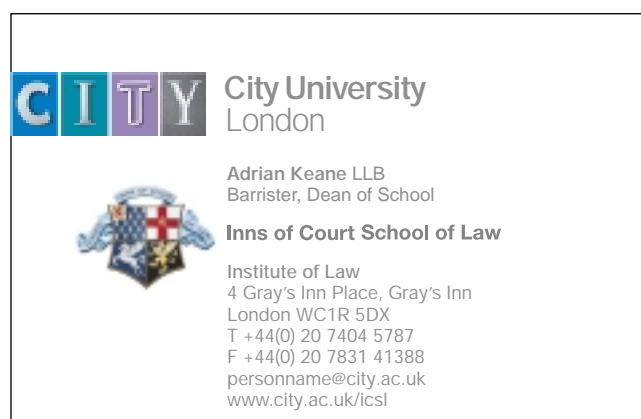 CITY
City University
London
Adrian Keane LLB
Barrister, Dean of School
Inns of Court School of Law
Institute of Law
4 Gray's Inn Place, Gray's Inn
London WC1R 5DX
T +44(0) 20 7404 5787
F +44(0) 20 7831 41388
personname@city.ac.uk
www.city.ac.uk/icsl